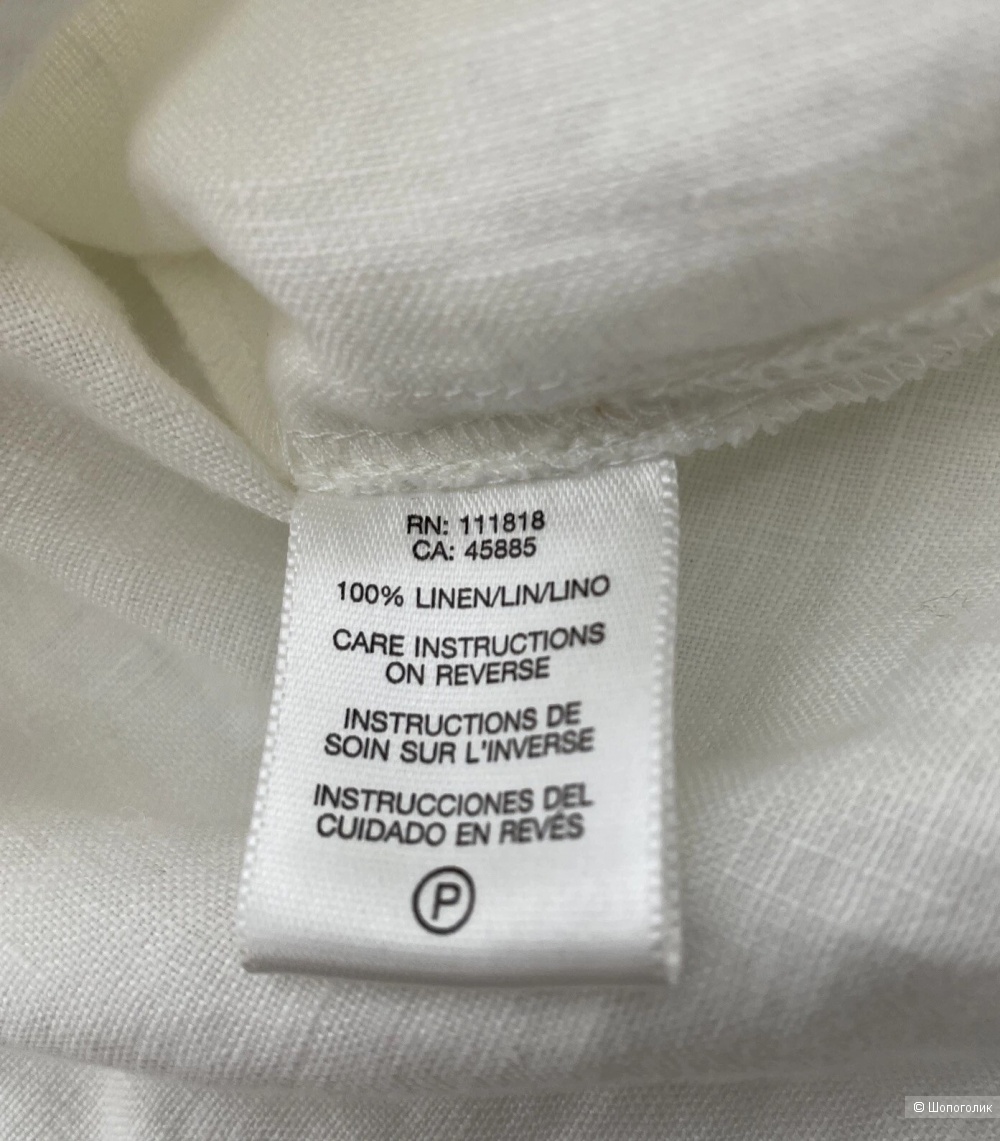 RN: 111818
CA: 45885
100% LINEN/LIN/LINO
CARE INSTRUCTIONS
ON REVERSE
INSTRUCTIONS DE
SOIN SUR L'INVERSE
INSTRUCCIONES DEL
CUIDADO EN REVÉS
P
© Шопоголик